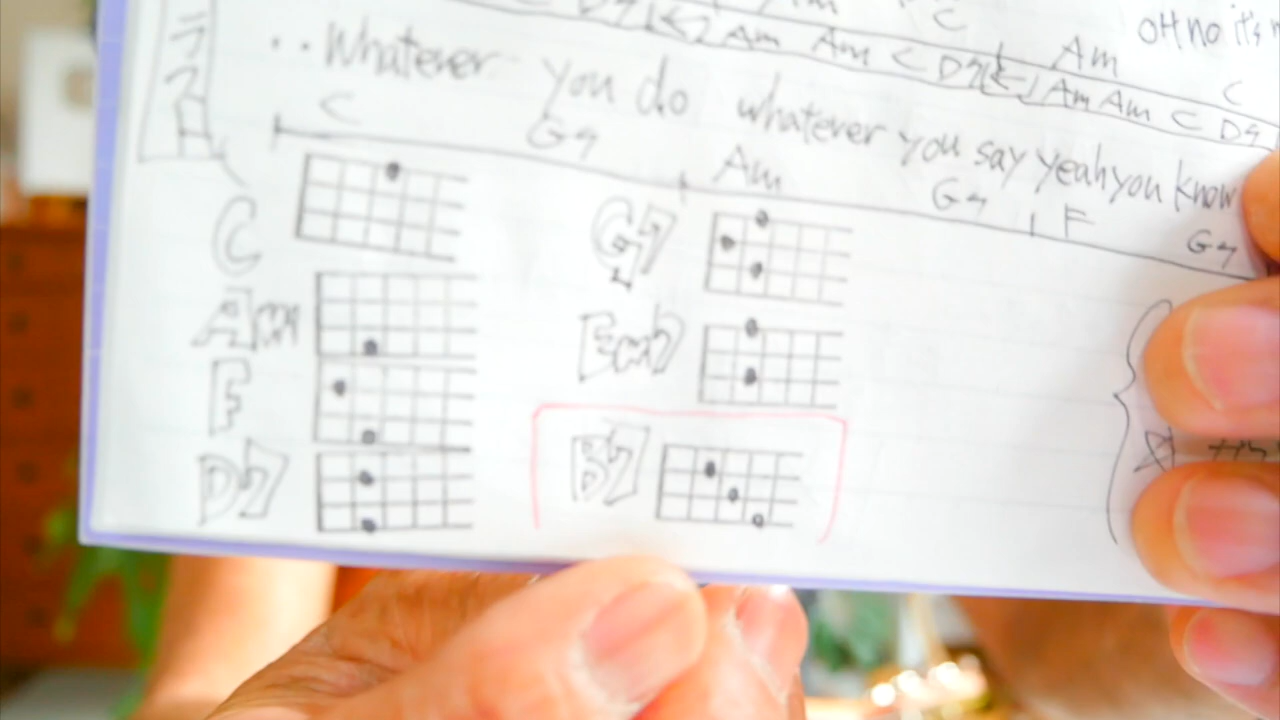 OH no it's
C D7 Am Am C D7 Am Am C D7
Am C
‥Whatever you do whatever you say yeah you know
C G7 Am G7 F G7
C G7
Am Em7
F
D7 B7